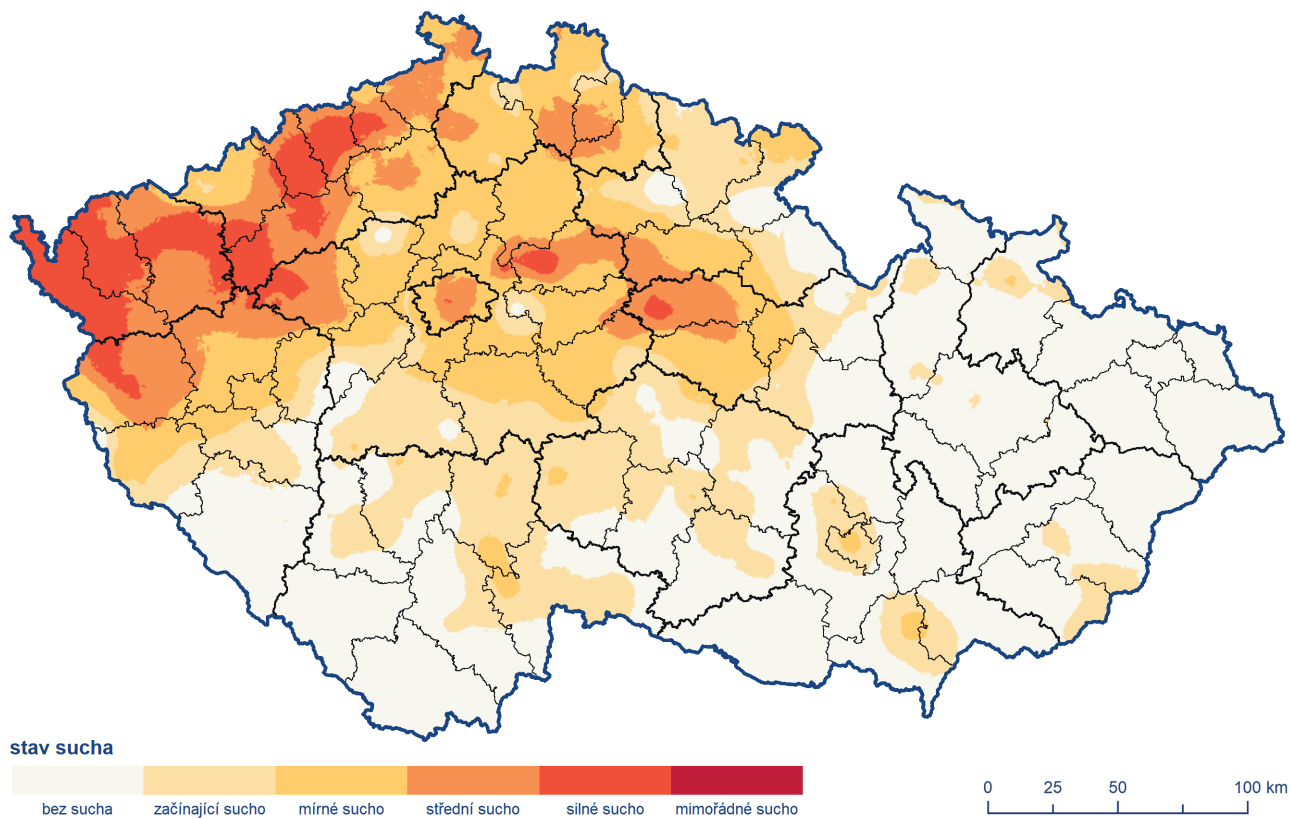 stav sucha
bez sucha začínající sucho mírné sucho střední sucho silné sucho mimořádné sucho
0 25 50 100 km